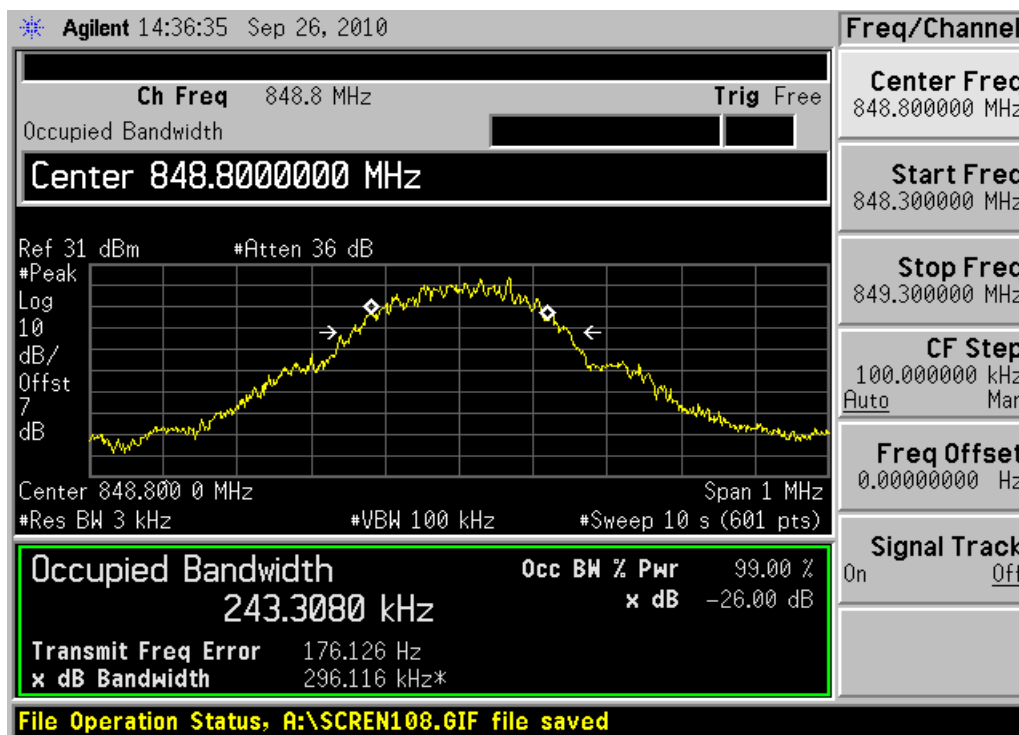 Agilent 14:36:35 Sep 26, 2010
Freq/Channel
Ch Freq 848.8 MHz Trig Free
Occupied Bandwidth
Center 848.8000000 MHz
Ref 31 dBm #Atten 36 dB
#Peak
Log
10
dB/
Offst
7
dB
Center 848.800 0 MHz Span 1 MHz
#Res BW 3 kHz #VBW 100 kHz #Sweep 10 s (601 pts)
Occupied Bandwidth Occ BW % Pwr 99.00 %
243.3080 kHz x dB -26.00 dB
Transmit Freq Error 176.126 Hz
x dB Bandwidth 296.116 kHz*
File Operation Status, A:\SCREN108.GIF file saved
Center Freq
848.800000 MHz
Start Freq
848.300000 MHz
Stop Freq
849.300000 MHz
CF Step
100.000000 kHz
Auto Man
Freq Offset
0.00000000 Hz
Signal Track
On Off